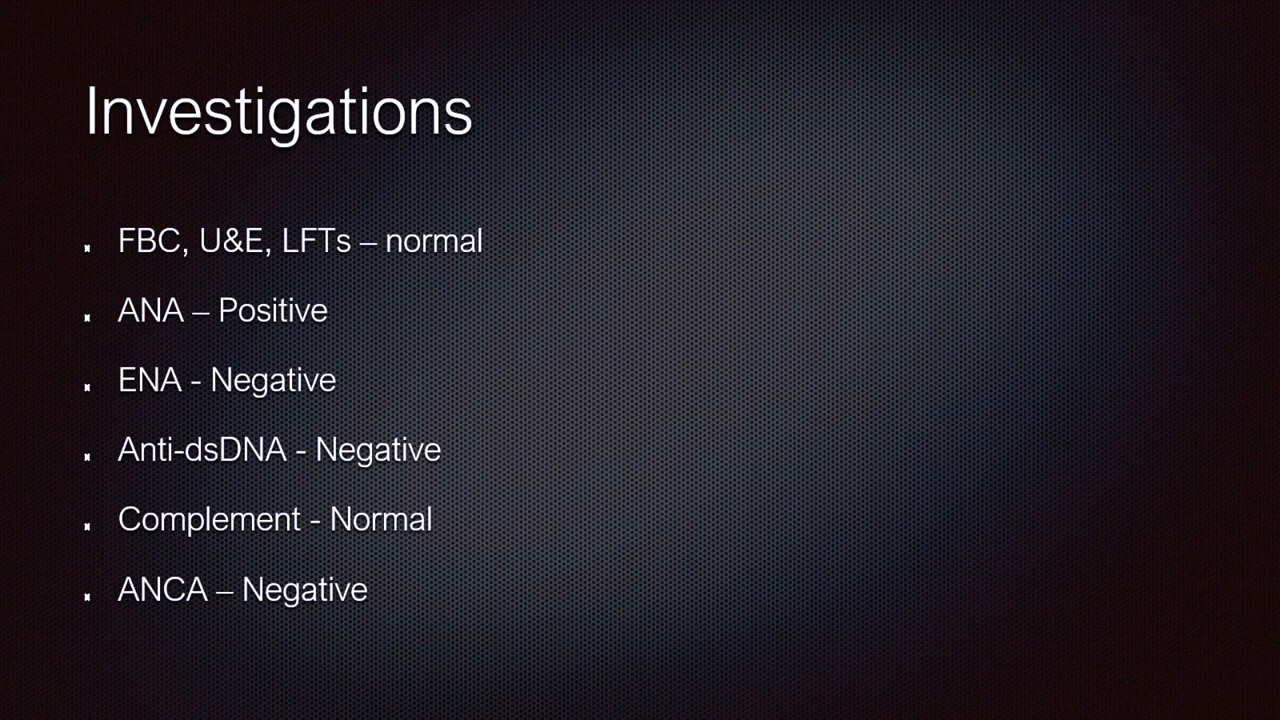 Investigations
FBC, U&E, LFTs – normal
ANA – Positive
ENA - Negative
Anti-dsDNA - Negative
Complement - Normal
ANCA – Negative